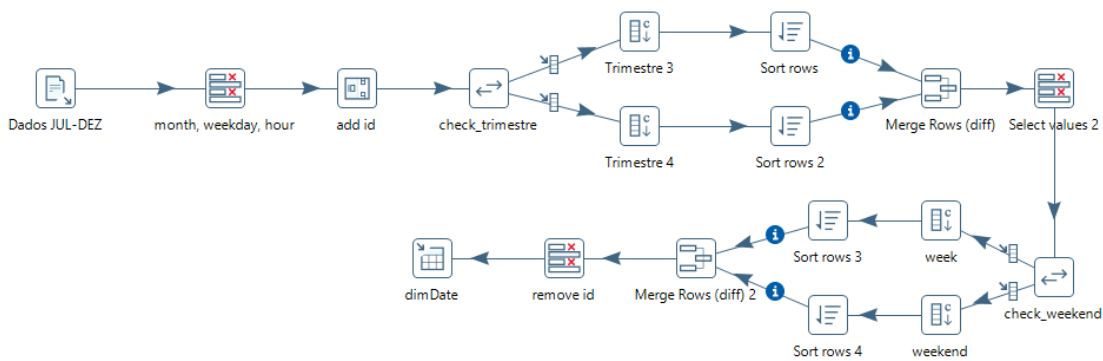 Dados JUL-DEZ
month, weekday, hour
add id
check_trimestre
Trimestre 3
Sort rows
Trimestre 4
Sort rows 2
Merge Rows (diff)
Select values 2
dimDate
remove id
Merge Rows (diff) 2
Sort rows 3
week
Sort rows 4
weekend
check_weekend